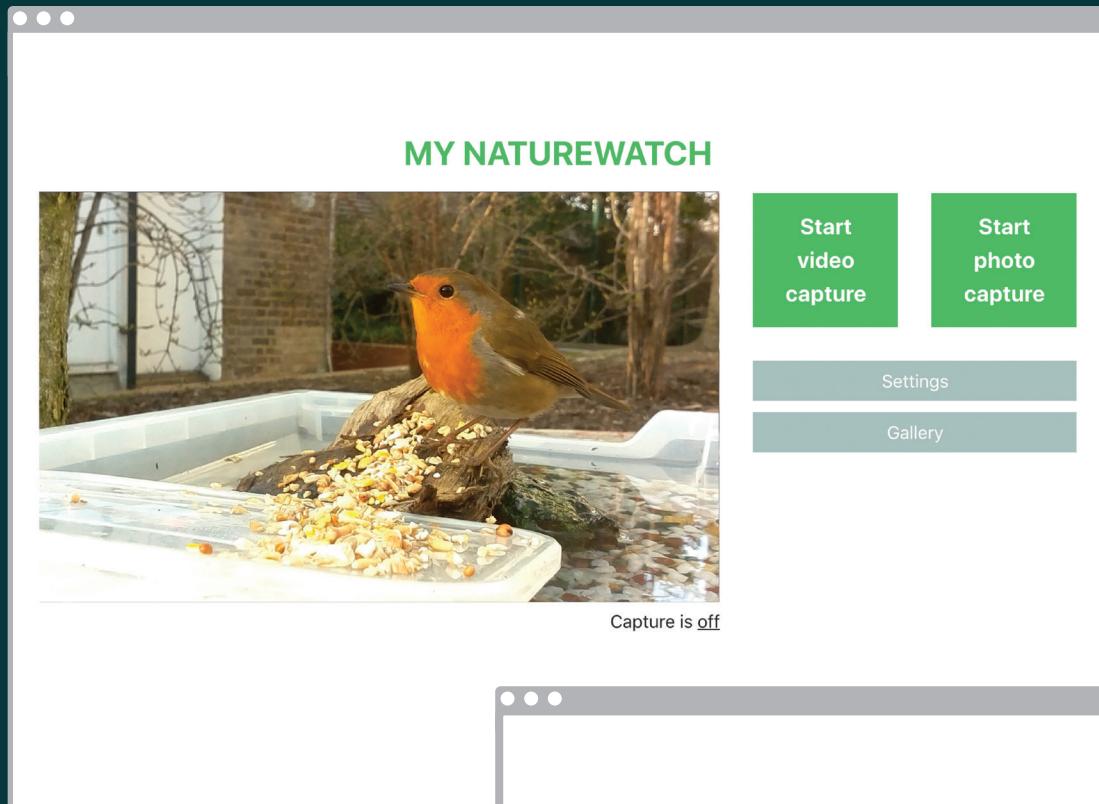 MY NATUREWATCH
Start
video
capture
Start
photo
capture
Settings
Gallery
Capture is off